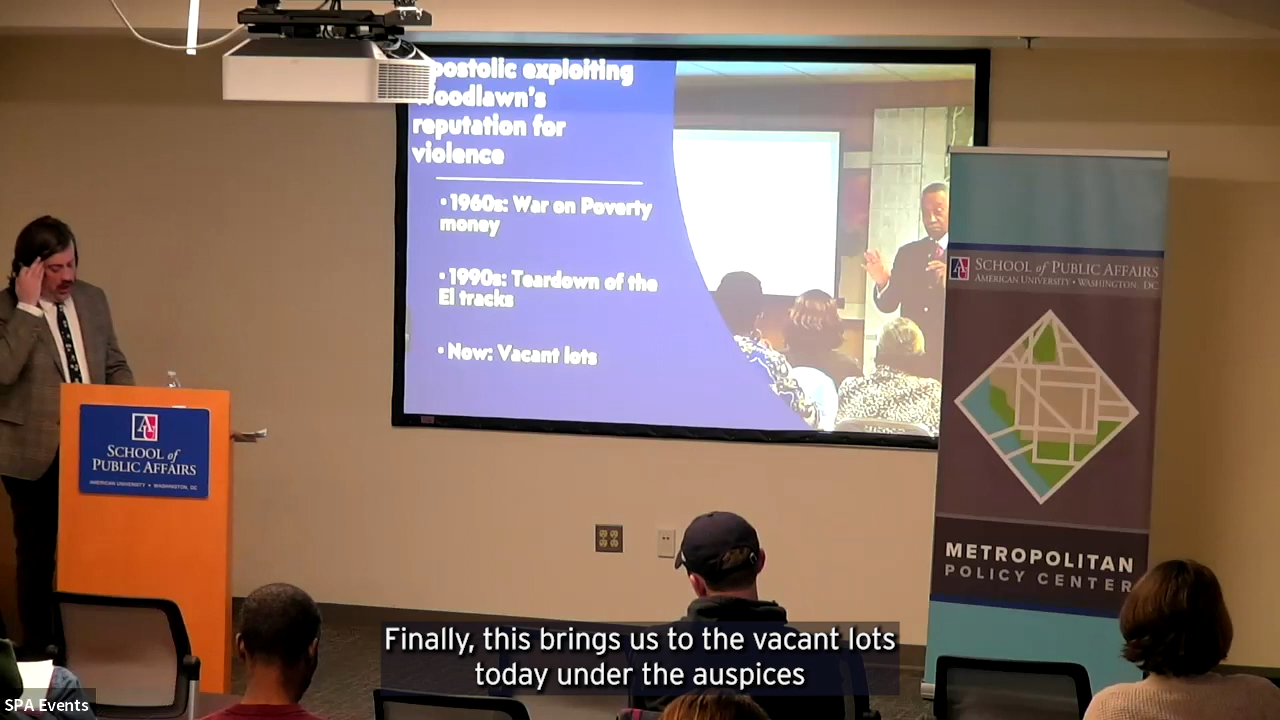 postolic exploiting
oodlawn's
reputation for
violence
• 1960s: War on Poverty
money
• 1990s: Teardown of the
El tracks
• Now: Vacant lots
SCHOOL of PUBLIC AFFAIRS
AMERICAN UNIVERSITY • WASHINGTON, DC
METROPOLITAN
POLICY CENTER
AU
SCHOOL of
PUBLIC AFFAIRS
AMERICAN UNIVERSITY • WASHINGTON, DC
Finally, this brings us to the vacant lots
today under the auspices
SPA Events